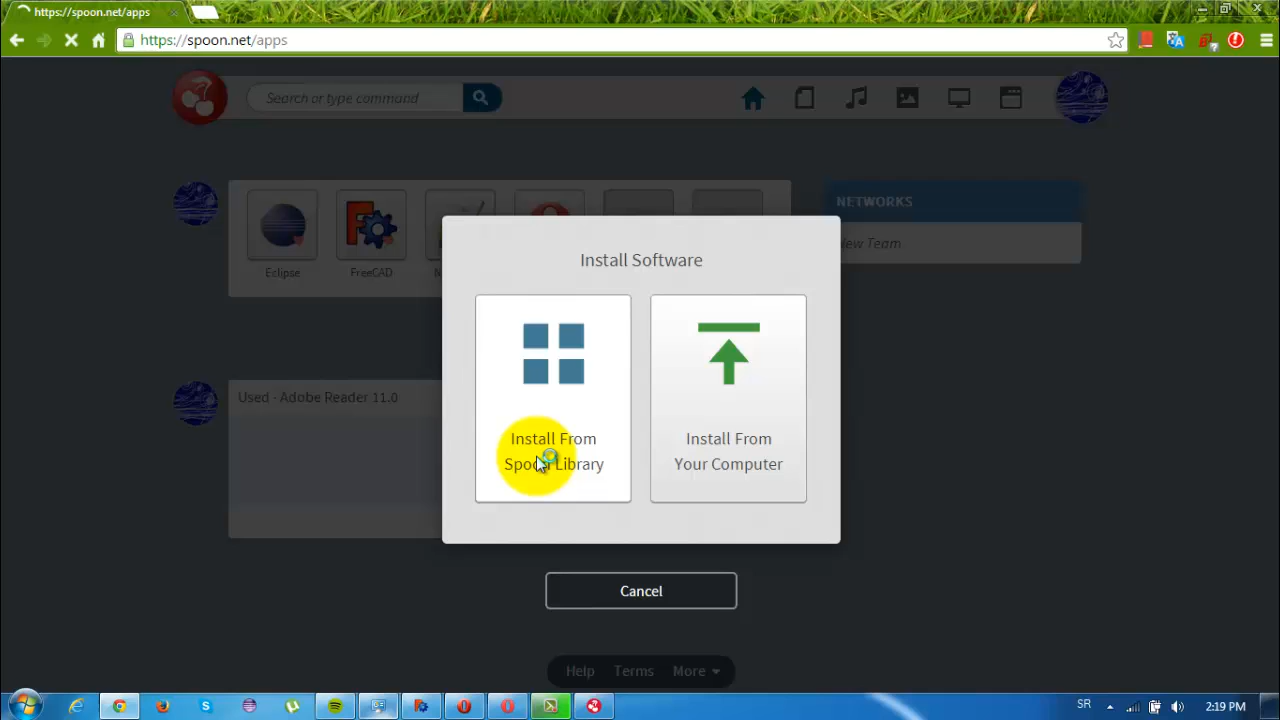 https://spoon.net/apps
https://spoon.net/apps
Search or type command
NETWORKS
New Team
Eclipse
FreeCAD
Install Software
Used - Adobe Reader 11.0
Install From
Spoon Library
Install From
Your Computer
Cancel
Help
Terms
More
SR
2:19 PM